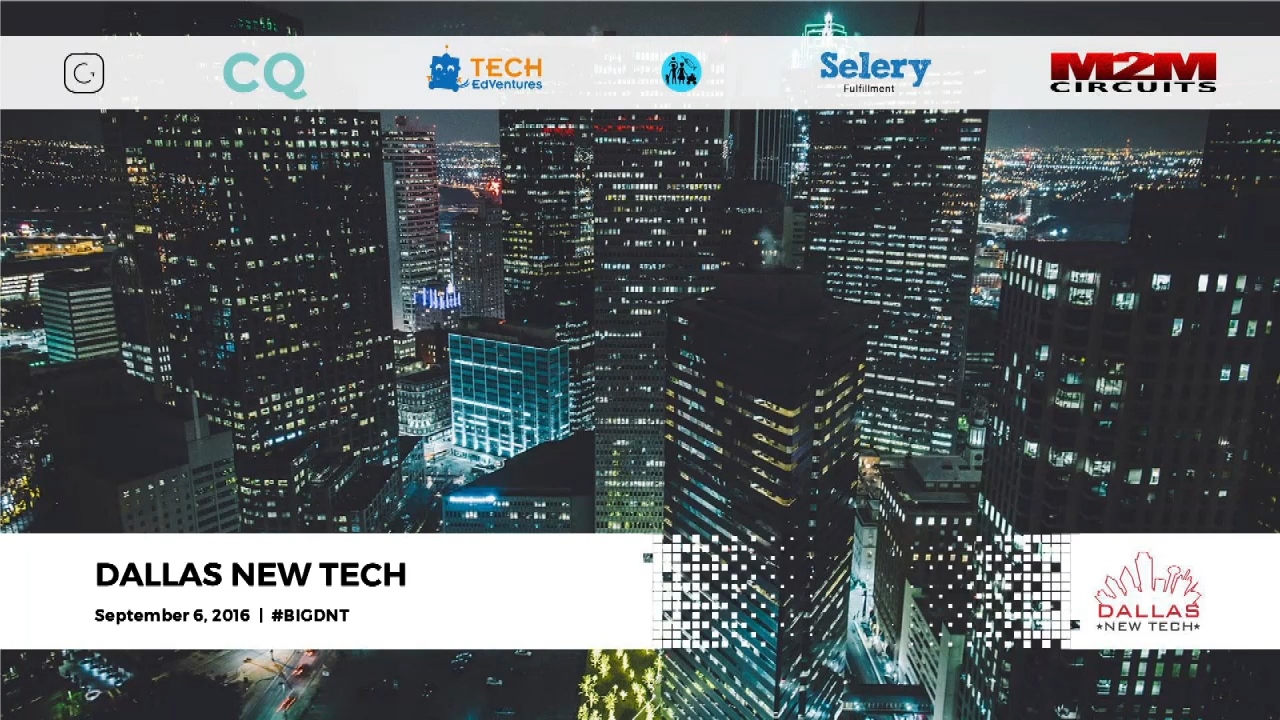 CQ
TECH
EdVentures
Selery
Fulfillment
M2M
CIRCUITS
DALLAS NEW TECH
September 6, 2016 | #BIGDNT
DALLAS
★NEW TECH★